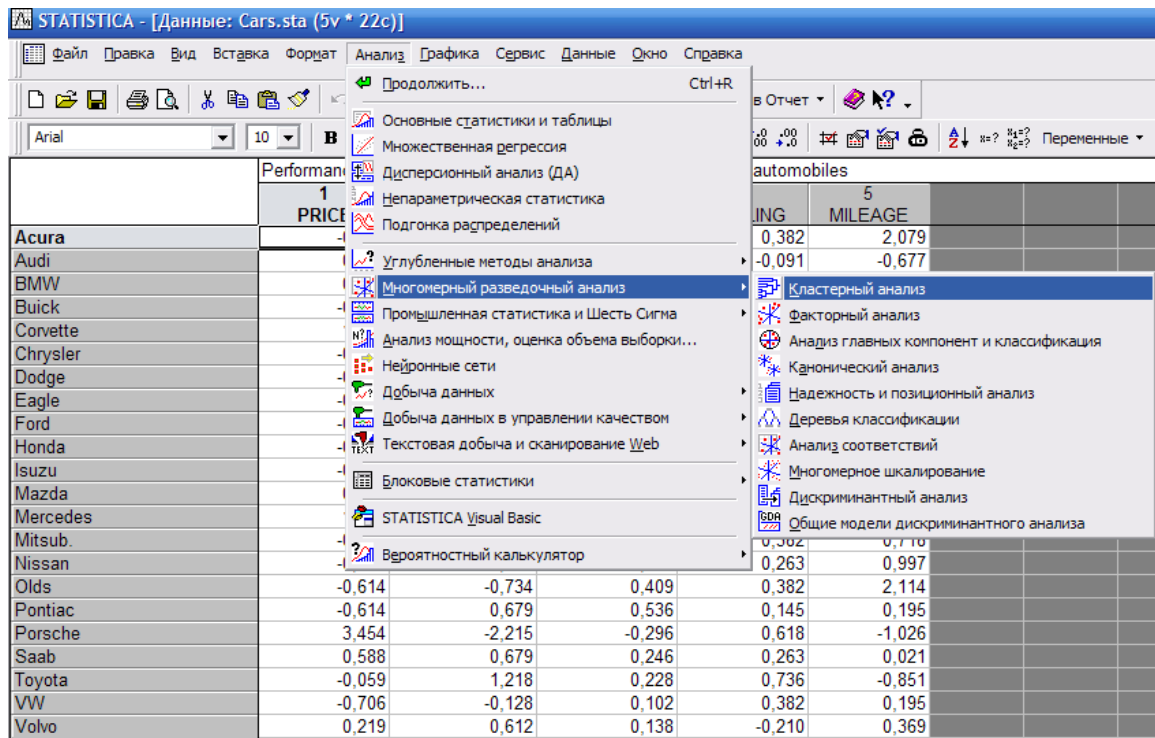 STATISTICA - [Данные: Cars.sta (5v * 22c)]
Файл Правка Вид Вставка Формат Анализ Графика Сервис Данные Окно Справка
Продолжить... Ctrl+R
в Отчет
Основные статистики и таблицы
Arial 10 B Множественная регрессия Переменные
Дисперсионный анализ (ДА)
automobiles
Непараметрическая статистика
1 5
PRICE MILEAGE
Подгонка распределений
Acura 0,382 2,079
Audi -0,091 -0,677
Углубленные методы анализа
BMW Многомерный разведочный анализ Кластерный анализ
Buick Промышленная статистика и Шесть Сигма Факторный анализ
Corvette Анализ мощности, оценка объема выборки... Анализ главных компонент и классификация
Chrysler Нейронные сети Канонический анализ
Dodge Добыча данных Надежность и позиционный анализ
Eagle Добыча данных в управлении качеством Деревья классификации
Ford
Honda Текстовая добыча и сканирование Web Анализ соответствий
Isuzu Блоковые статистики Многомерное шкалирование
Mazda Дискриминантный анализ
Mercedes STATISTICA Visual Basic Общие модели дискриминантного анализа
Mitsub.
Nissan Вероятностный калькулятор 0,263 0,997
Olds -0,614 -0,734 0,409 0,382 2,114
Pontiac -0,614 0,679 0,536 0,145 0,195
Porsche 3,454 -2,215 -0,296 0,618 -1,026
Saab 0,588 0,679 0,246 0,263 0,021
Toyota -0,059 1,218 0,228 0,736 -0,851
VW -0,706 -0,128 0,102 0,382 0,195
Volvo 0,219 0,612 0,138 -0,210 0,369